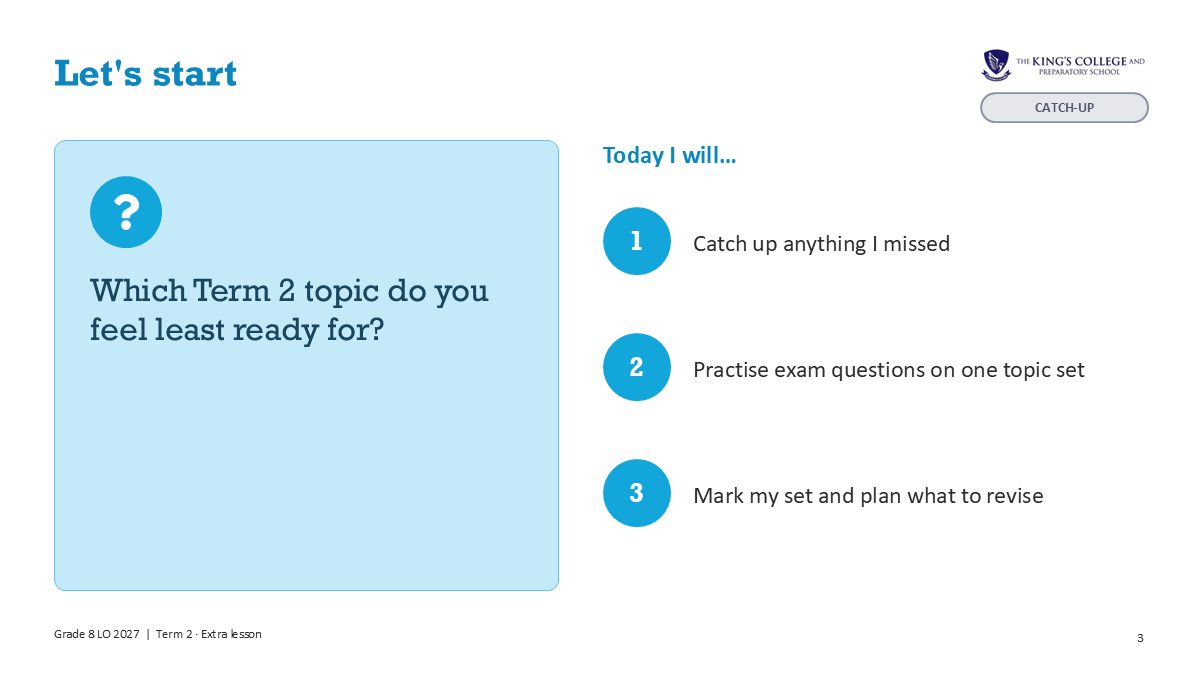 Let's start
THE KING'S COLLEGE AND
PREPARATORY SCHOOL
CATCH-UP
?
Which Term 2 topic do you
feel least ready for?
Today I will...
1
Catch up anything I missed
2
Practise exam questions on one topic set
3
Mark my set and plan what to revise
Grade 8 LO 2027 | Term 2 · Extra lesson
3